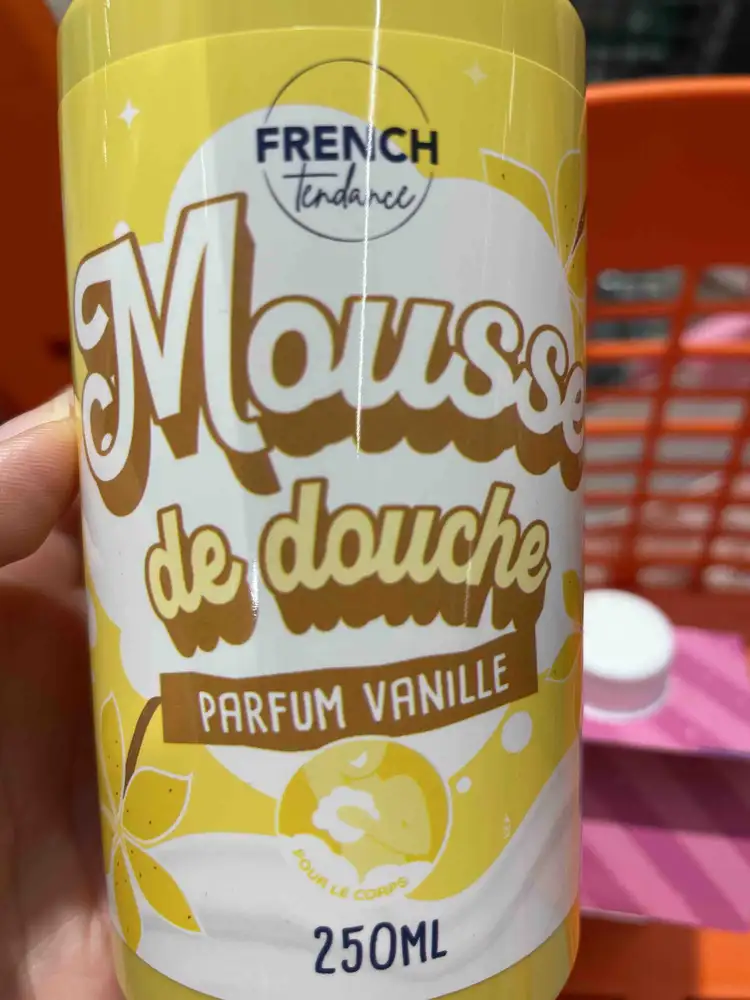 FRENCH
Tendance
Mousse
de douche
PARFUM VANILLE
POUR LE CORPS
250ML